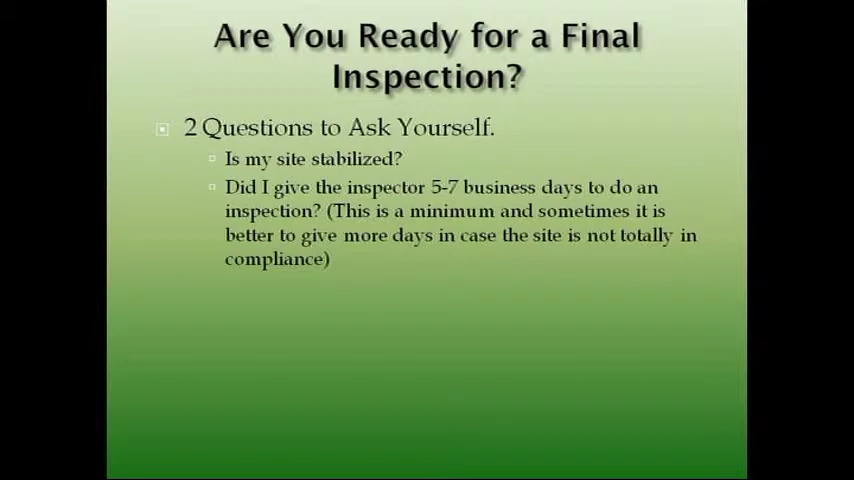 Are You Ready for a Final
Inspection?
2 Questions to Ask Yourself.
Is my site stabilized?
Did I give the inspector 5-7 business days to do an
inspection? (This is a minimum and sometimes it is
better to give more days in case the site is not totally in
compliance)